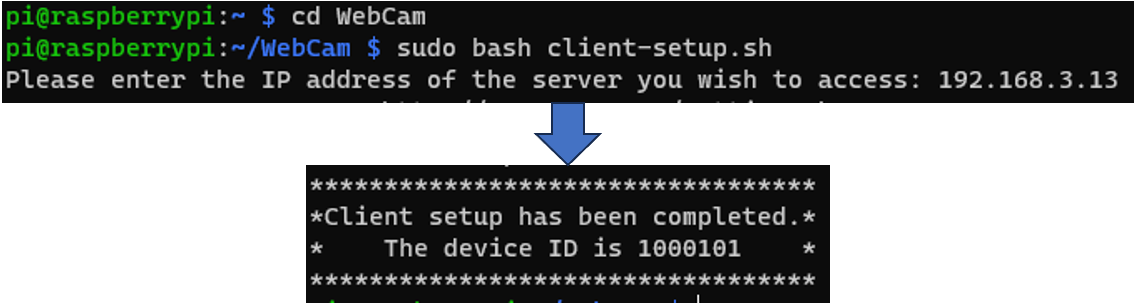 pi@raspberrypi:~ $ cd WebCam
pi@raspberrypi:~/WebCam $ sudo bash client-setup.sh
Please enter the IP address of the server you wish to access: 192.168.3.13
**********************************
*Client setup has been completed.*
*    The device ID is 1000101    *
**********************************